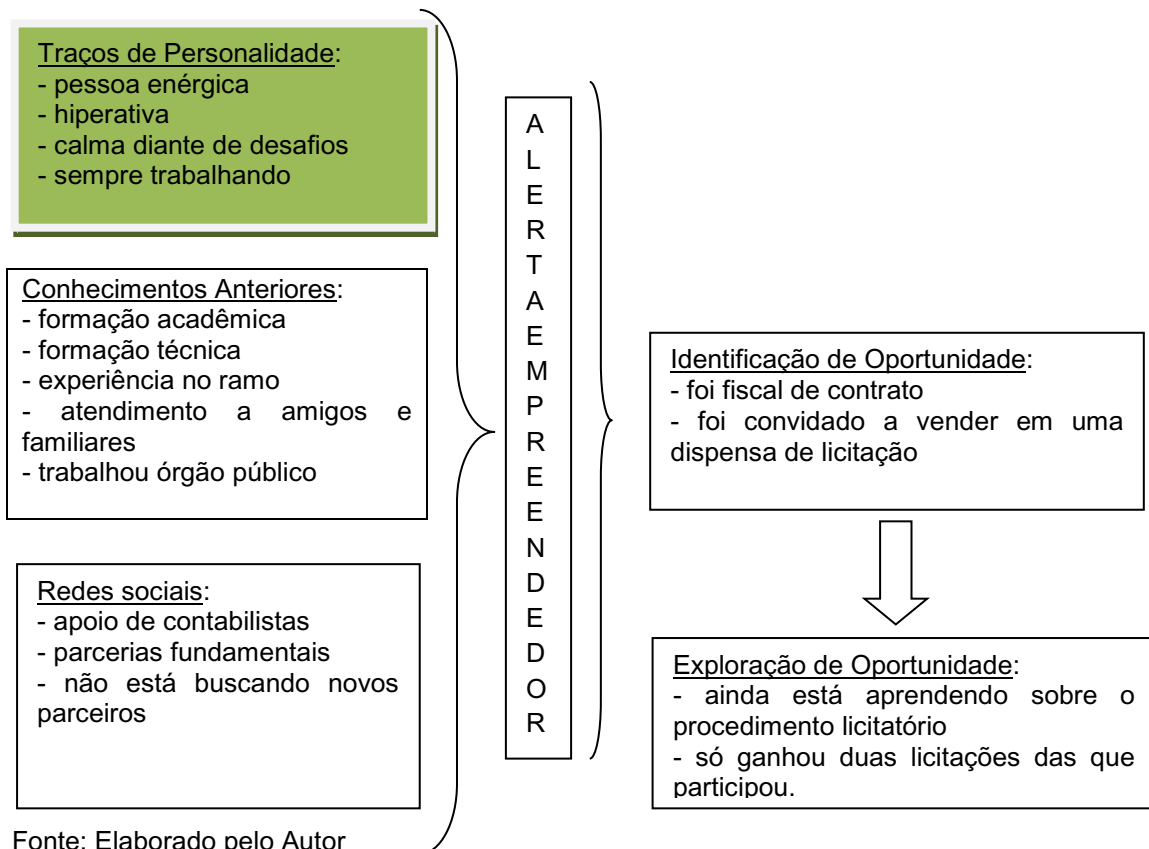 Traços de Personalidade:
- pessoa enérgica
- hiperativa
- calma diante de desafios
- sempre trabalhando
Conhecimentos Anteriores:
- formação acadêmica
- formação técnica
- experiência no ramo
- atendimento a amigos e
familiares
- trabalhou órgão público
Redes sociais:
- apoio de contabilistas
- parcerias fundamentais
- não está buscando novos
parceiros
A
L
E
R
T
A
E
M
P
R
E
E
N
D
E
D
O
R
Identificação de Oportunidade:
- foi fiscal de contrato
- foi convidado a vender em uma
dispensa de licitação
Exploração de Oportunidade:
- ainda está aprendendo sobre o
procedimento licitatório
- só ganhou duas licitações das que
participou.
Fonte: Elaborado pelo Autor